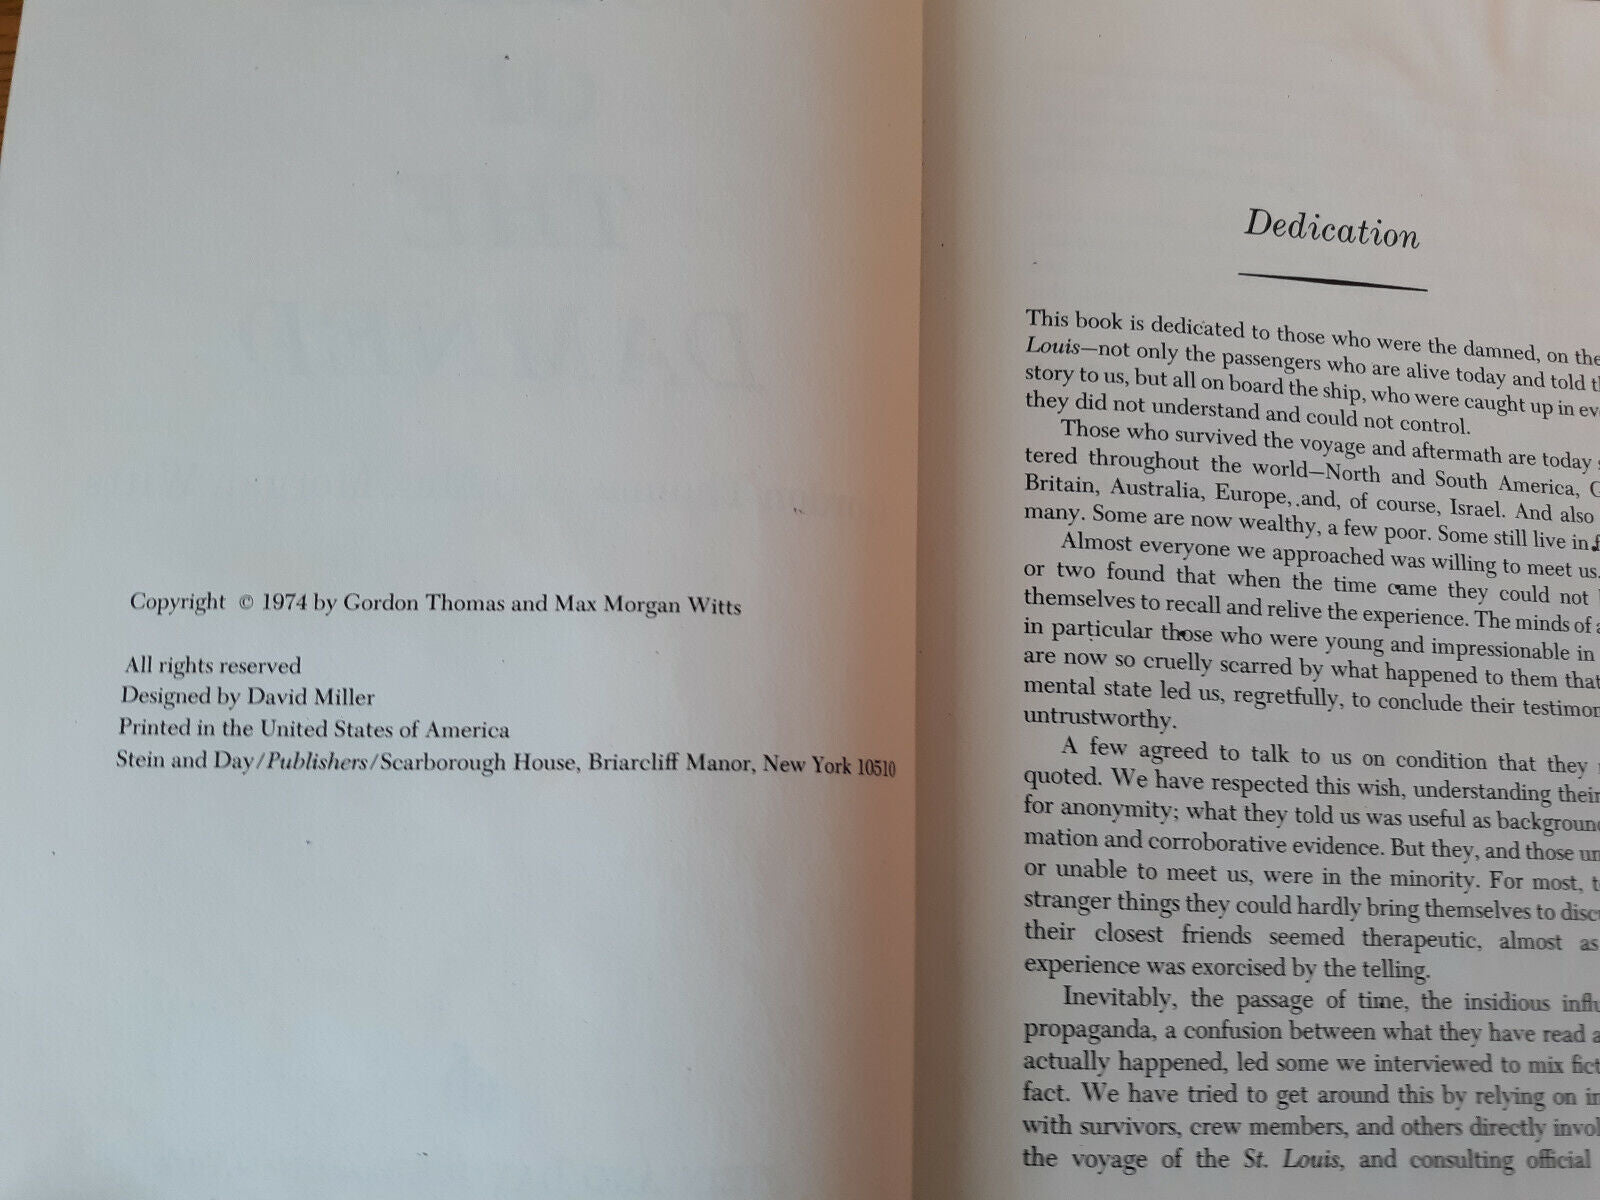 Copyright © 1974 by Gordon Thomas and Max Morgan Witts
All rights reserved
Designed by David Miller
Printed in the United States of America
Stein and Day/Publishers/Scarborough House, Briarcliff Manor, New York 10510
Dedication
This book is dedicated to those who were the damned, on the
Louis—not only the passengers who are alive today and told
story to us, but all on board the ship, who were caught up in
they did not understand and could not control.
Those who survived the voyage and aftermath are today
tered throughout the world—North and South America,
Britain, Australia, Europe, and, of course, Israel. And also
many. Some are now wealthy, a few poor. Some still live in
Almost everyone we approached was willing to meet us.
or two found that when the time came they could not
themselves to recall and relive the experience. The minds of
in particular those who were young and impressionable in
are now so cruelly scarred by what happened to them that
mental state led us, regretfully, to conclude their
untrustworthy.
A few agreed to talk to us on condition that they
quoted. We have respected this wish, understanding their
for anonymity; what they told us was useful as background
mation and corroborative evidence. But they, and those
or unable to meet us, were in the minority. For most,
stranger things they could hardly bring themselves to
their closest friends seemed therapeutic, almost as
experience was exorcised by the telling.
Inevitably, the passage of time, the insidious
propaganda, a confusion between what they have read
actually happened, led some we interviewed to mix
fact. We have tried to get around this by relying on
with survivors, crew members, and others directly
the voyage of the St. Louis, and consulting official